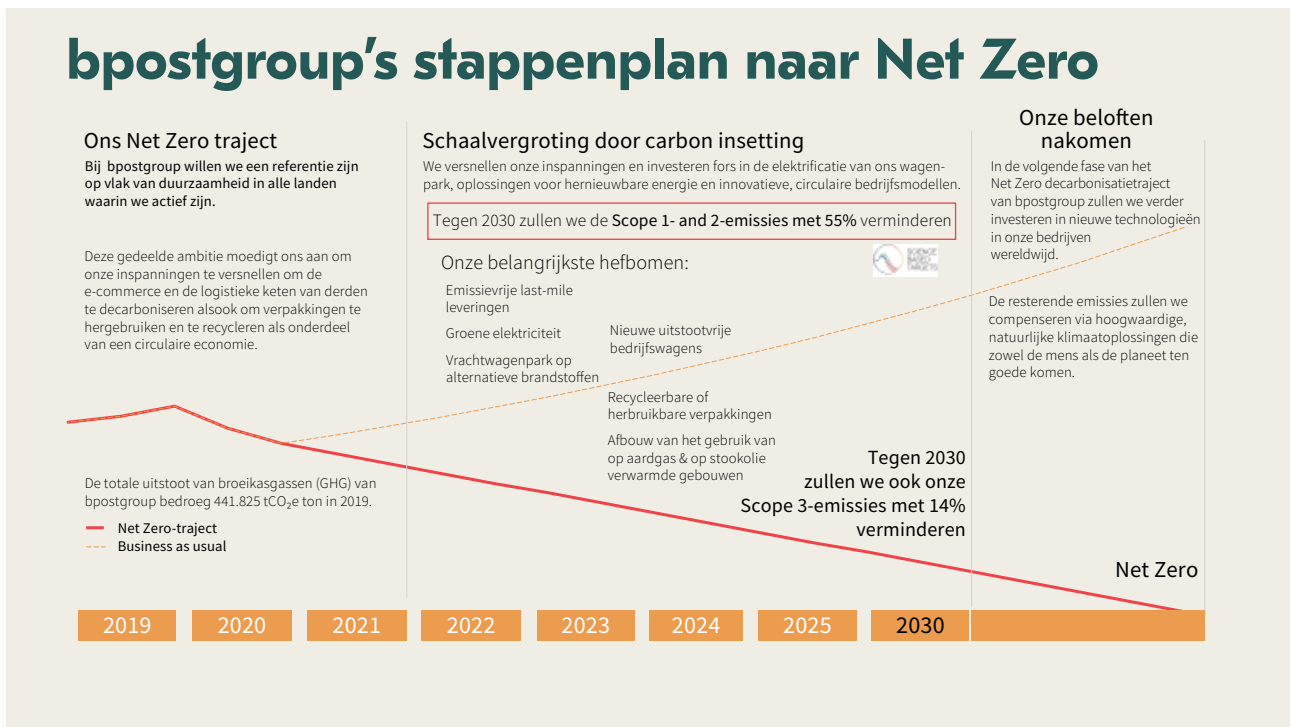 bpostgroup's stappenplan naar Net Zero
Ons Net Zero traject
Bij bpostgroup willen we een referentie zijn
op vlak van duurzaamheid in alle landen
waarin we actief zijn.
Deze gedeelde ambitie moedigt ons aan om
onze inspanningen te versnellen om de
e-commerce en de logistieke keten van derden
te decarboniseren alsook om verpakkingen te
hergebruiken en te recycleren als onderdeel
van een circulaire economie.
De totale uitstoot van broeikasgassen (GHG) van
bpostgroup bedroeg 441.825 tCO₂e ton in 2019.
Net Zero-traject
Business as usual
Schaalvergroting door carbon insetting
We versnellen onze inspanningen en investeren fors in de elektrificatie van ons wagen-
park, oplossingen voor hernieuwbare energie en innovatieve, circulaire bedrijfsmodellen.
Tegen 2030 zullen we de Scope 1- and 2-emissies met 55% verminderen
SCIENCE
BASED
TARGETS
Onze belangrijkste hefbomen:
Emissievrije last-mile
leveringen
Groene elektriciteit
Vrachtwagenpark op
alternatieve brandstoffen
Nieuwe uitstootvrije
bedrijfswagens
Recycleerbare of
herbruikbare verpakkingen
Afbouw van het gebruik van
op aardgas & op stookolie
verwarmde gebouwen
Tegen 2030
zullen we ook onze
Scope 3-emissies met 14%
verminderen
Onze beloften
nakomen
In de volgende fase van het
Net Zero decarbonisatietraject
van bpostgroup zullen we verder
investeren in nieuwe technologieën
in onze bedrijven
wereldwijd.
De resterende emissies zullen we
compenseren via hoogwaardige,
natuurlijke klimaatoplossingen die
zowel de mens als de planeet ten
goede komen.
Net Zero
2019
2020
2021
2022
2023
2024
2025
2030